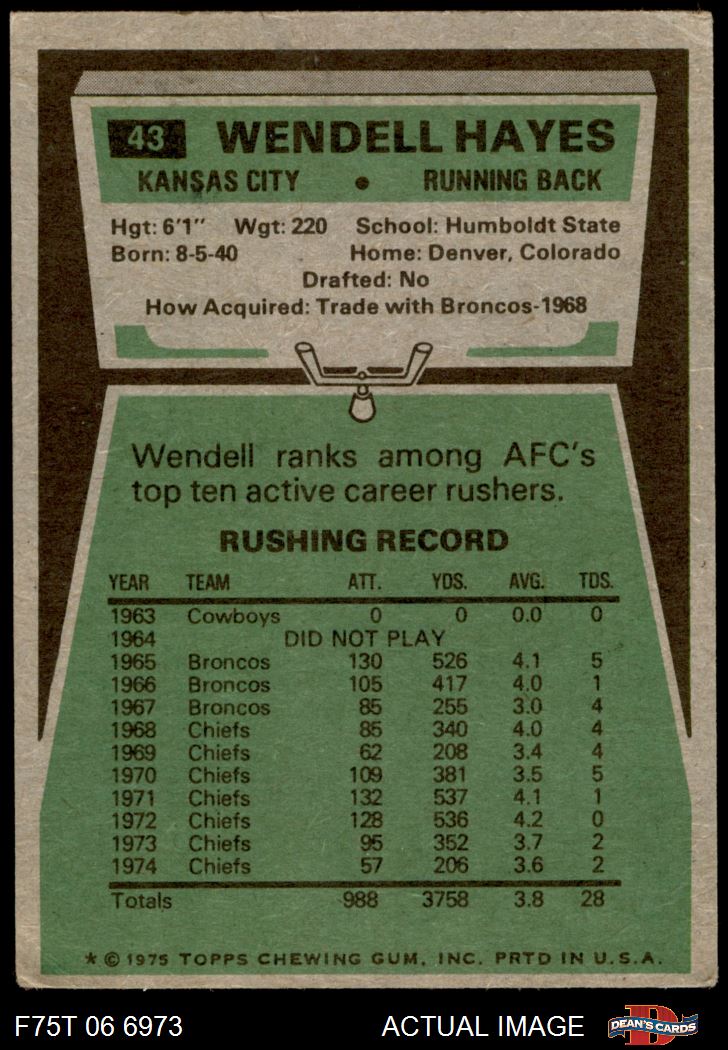 43 WENDELL HAYES
KANSAS CITY • RUNNING BACK
Hgt: 6'1" Wgt: 220 School: Humboldt State
Born: 8-5-40 Home: Denver, Colorado
Drafted: No
How Acquired: Trade with Broncos-1968
Wendell ranks among AFC's
top ten active career rushers.
RUSHING RECORD
YEAR TEAM ATT. YDS. AVG. TDS.
1963 Cowboys 0 0 0.0 0
1964 DID NOT PLAY
1965 Broncos 130 526 4.1 5
1966 Broncos 105 417 4.0 1
1967 Broncos 85 255 3.0 4
1968 Chiefs 85 340 4.0 4
1969 Chiefs 62 208 3.4 4
1970 Chiefs 109 381 3.5 5
1971 Chiefs 132 537 4.1 1
1972 Chiefs 128 536 4.2 0
1973 Chiefs 95 352 3.7 2
1974 Chiefs 57 206 3.6 2
Totals 988 3758 3.8 28
* © 1975 TOPPS CHEWING GUM, INC. PRTD IN U.S.A.
F75T 06 6973 ACTUAL IMAGE DEAN'S CARDS